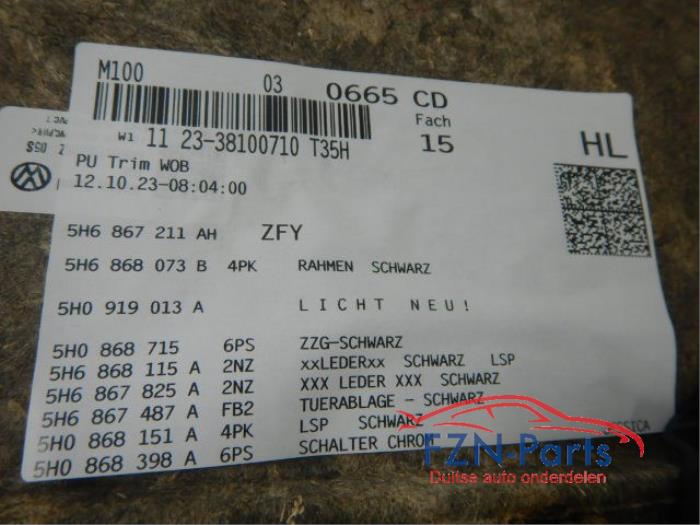 M100 03 0665 CD
Fach
W1 11 23-38100710 T35H 15 HL
PU Trim WOB
12.10.23-08:04:00
5H6 867 211 AH ZFY
5H6 868 073 B 4PK RAHMEN SCHWARZ
5H0 919 013 A LICHT NEU!
5H0 868 715 6PS ZZG-SCHWARZ
5H6 868 115 A 2NZ xxLEDERxx SCHWARZ LSP
5H6 867 825 A 2NZ XXX LEDER XXX SCHWARZ
5H6 867 487 A FB2 TUERABLAGE - SCHWARZ
5H0 868 151 A 4PK LSP SCHWARZ
5H0 868 398 A 6PS SCHALTER CHROM
FZN-Parts
Duitse auto onderdelen